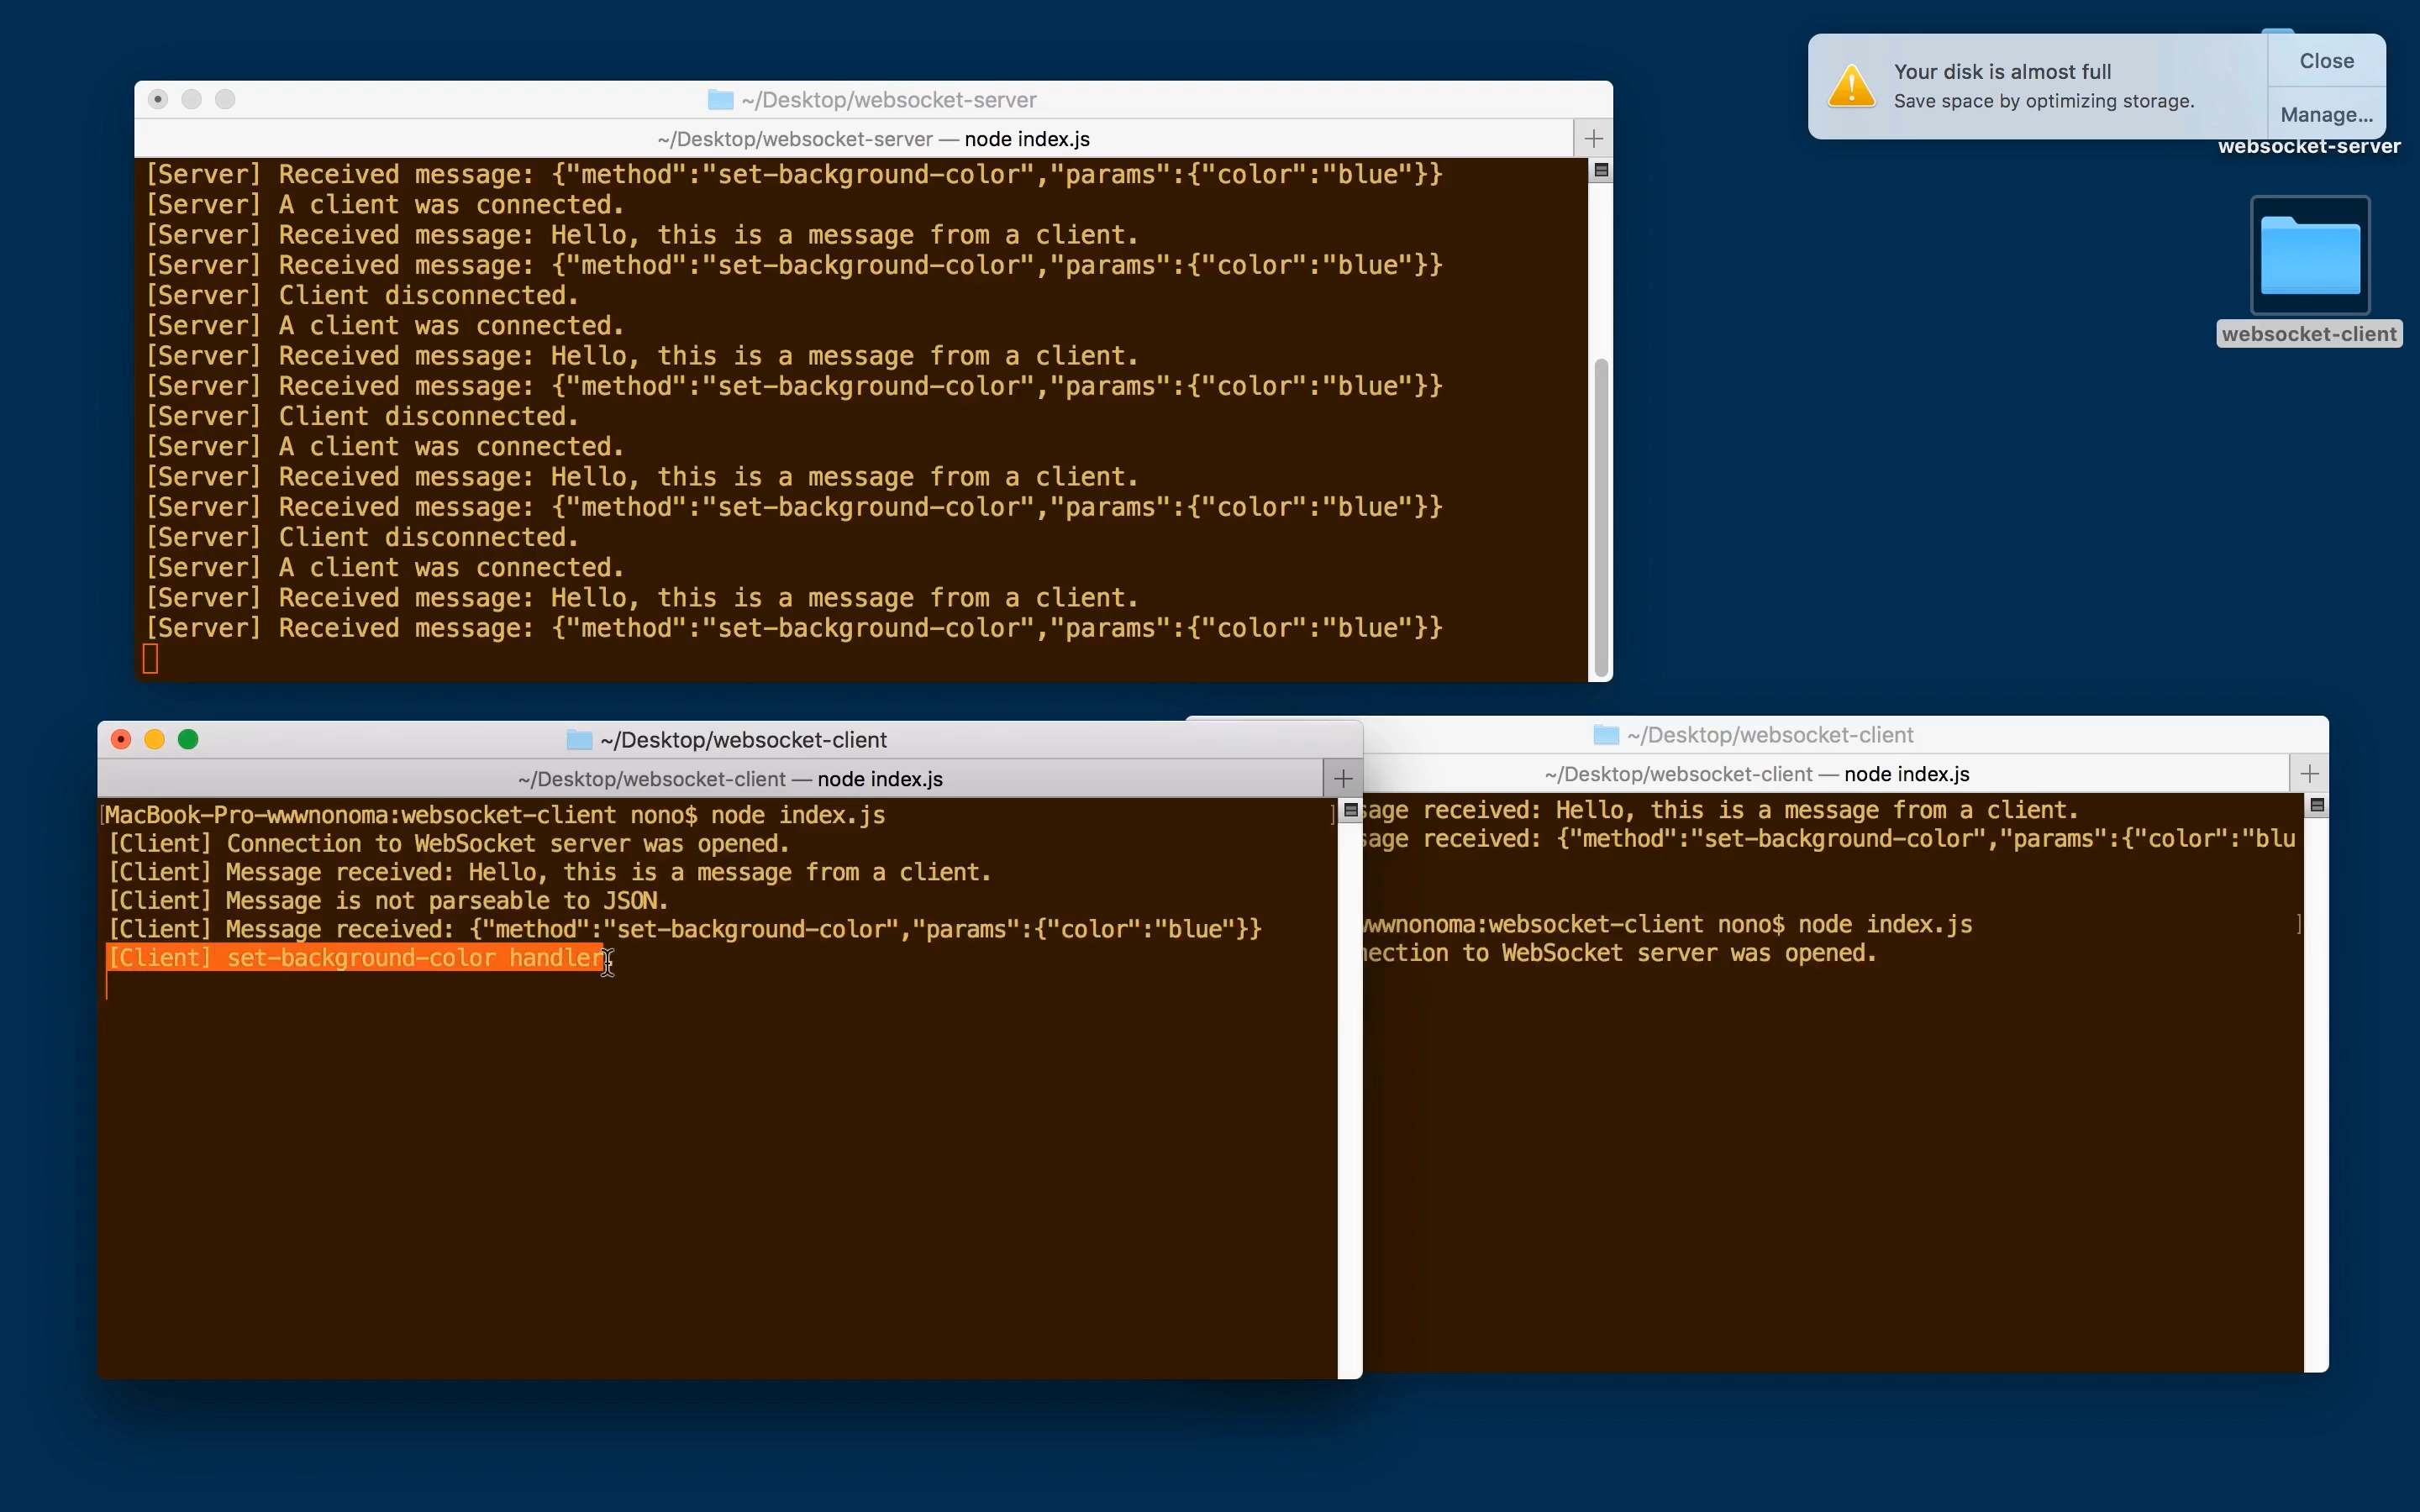 ~/Desktop/websocket-server
~/Desktop/websocket-server — node index.js
[Server] Received message: {"method":"set-background-color","params":{"color":"blue"}}
[Server] A client was connected.
[Server] Received message: Hello, this is a message from a client.
[Server] Received message: {"method":"set-background-color","params":{"color":"blue"}}
[Server] Client disconnected.
[Server] A client was connected.
[Server] Received message: Hello, this is a message from a client.
[Server] Received message: {"method":"set-background-color","params":{"color":"blue"}}
[Server] Client disconnected.
[Server] A client was connected.
[Server] Received message: Hello, this is a message from a client.
[Server] Received message: {"method":"set-background-color","params":{"color":"blue"}}
[Server] Client disconnected.
[Server] A client was connected.
[Server] Received message: Hello, this is a message from a client.
[Server] Received message: {"method":"set-background-color","params":{"color":"blue"}}
Your disk is almost full
Save space by optimizing storage.
Close
Manage...
websocket-server
websocket-client
~/Desktop/websocket-client
~/Desktop/websocket-client — node index.js
[MacBook-Pro-wwwnonoma:websocket-client nono$ node index.js ]
[Client] Connection to WebSocket server was opened.
[Client] Message received: Hello, this is a message from a client.
[Client] Message is not parseable to JSON.
[Client] Message received: {"method":"set-background-color","params":{"color":"blue"}}
[Client] set-background-color handler
~/Desktop/websocket-client
~/Desktop/websocket-client — node index.js
sage received: Hello, this is a message from a client.
sage received: {"method":"set-background-color","params":{"color":"blu
wwnonoma:websocket-client nono$ node index.js ]
nection to WebSocket server was opened.